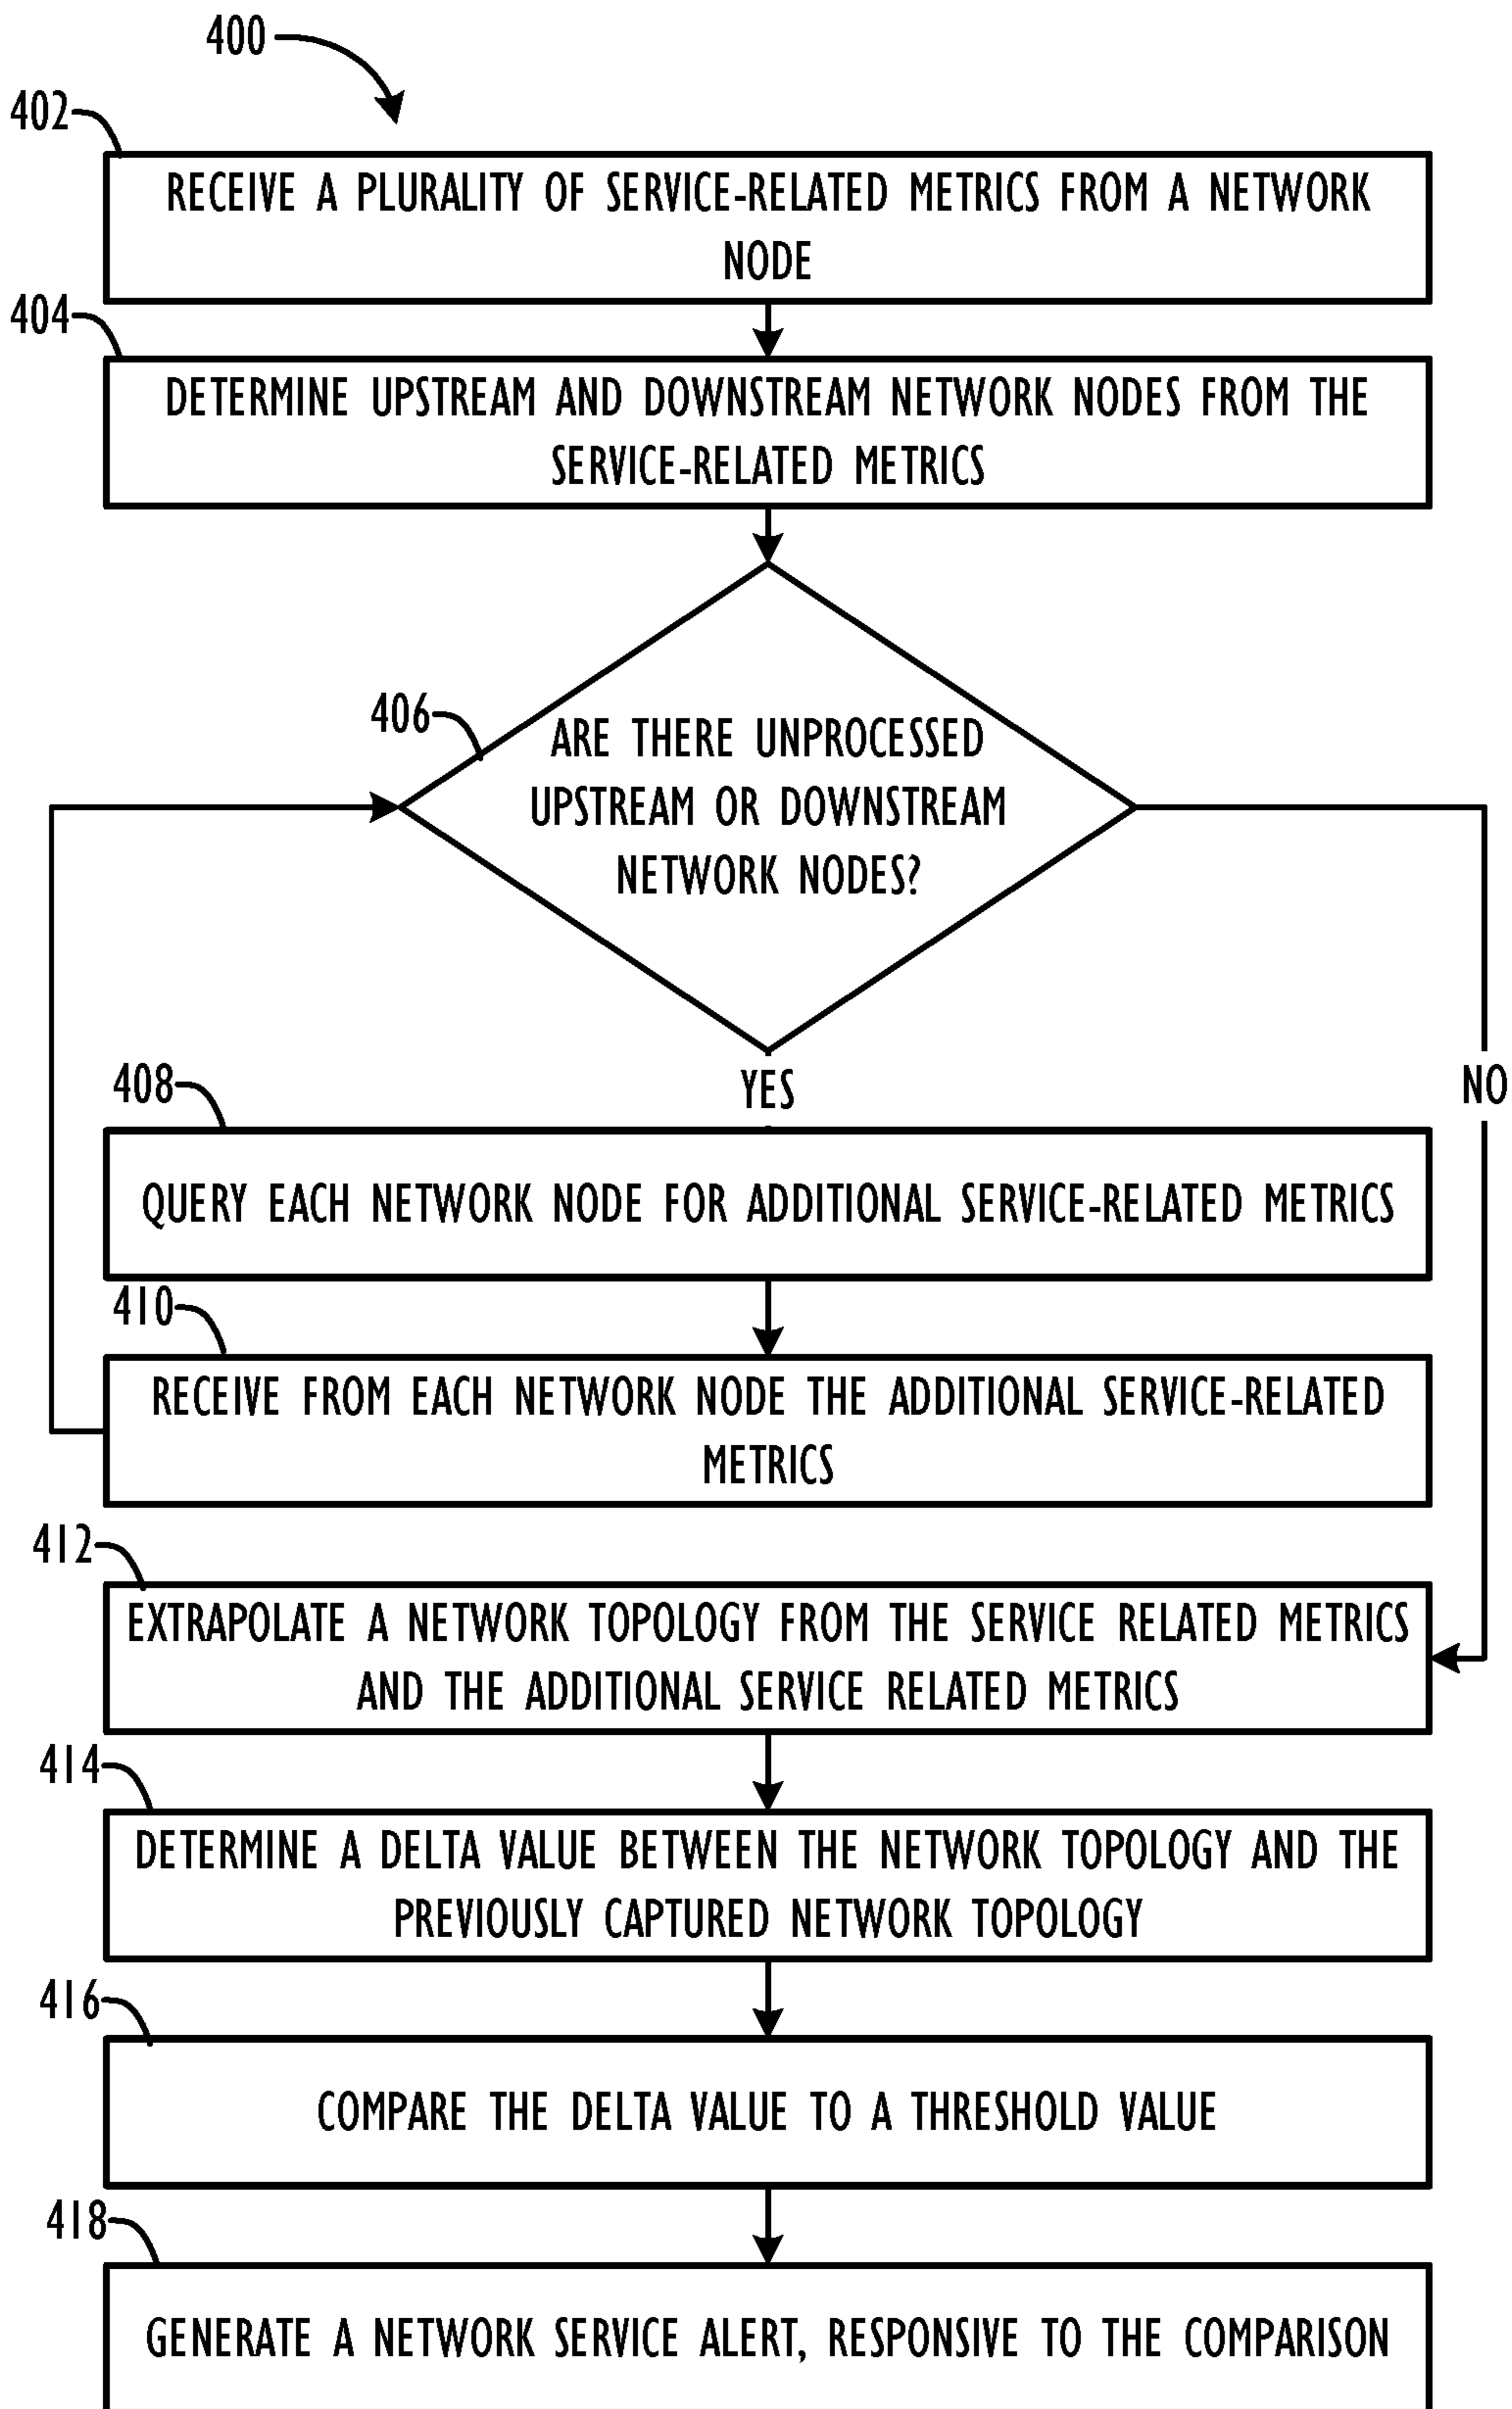 400
402
RECEIVE A PLURALITY OF SERVICE-RELATED METRICS FROM A NETWORK
NODE
404
DETERMINE UPSTREAM AND DOWNSTREAM NETWORK NODES FROM THE
SERVICE-RELATED METRICS
406
ARE THERE UNPROCESSED
UPSTREAM OR DOWNSTREAM
NETWORK NODES?
YES
NO
408
QUERY EACH NETWORK NODE FOR ADDITIONAL SERVICE-RELATED METRICS
410
RECEIVE FROM EACH NETWORK NODE THE ADDITIONAL SERVICE-RELATED
METRICS
412
EXTRAPOLATE A NETWORK TOPOLOGY FROM THE SERVICE RELATED METRICS
AND THE ADDITIONAL SERVICE RELATED METRICS
414
DETERMINE A DELTA VALUE BETWEEN THE NETWORK TOPOLOGY AND THE
PREVIOUSLY CAPTURED NETWORK TOPOLOGY
416
COMPARE THE DELTA VALUE TO A THRESHOLD VALUE
418
GENERATE A NETWORK SERVICE ALERT, RESPONSIVE TO THE COMPARISON